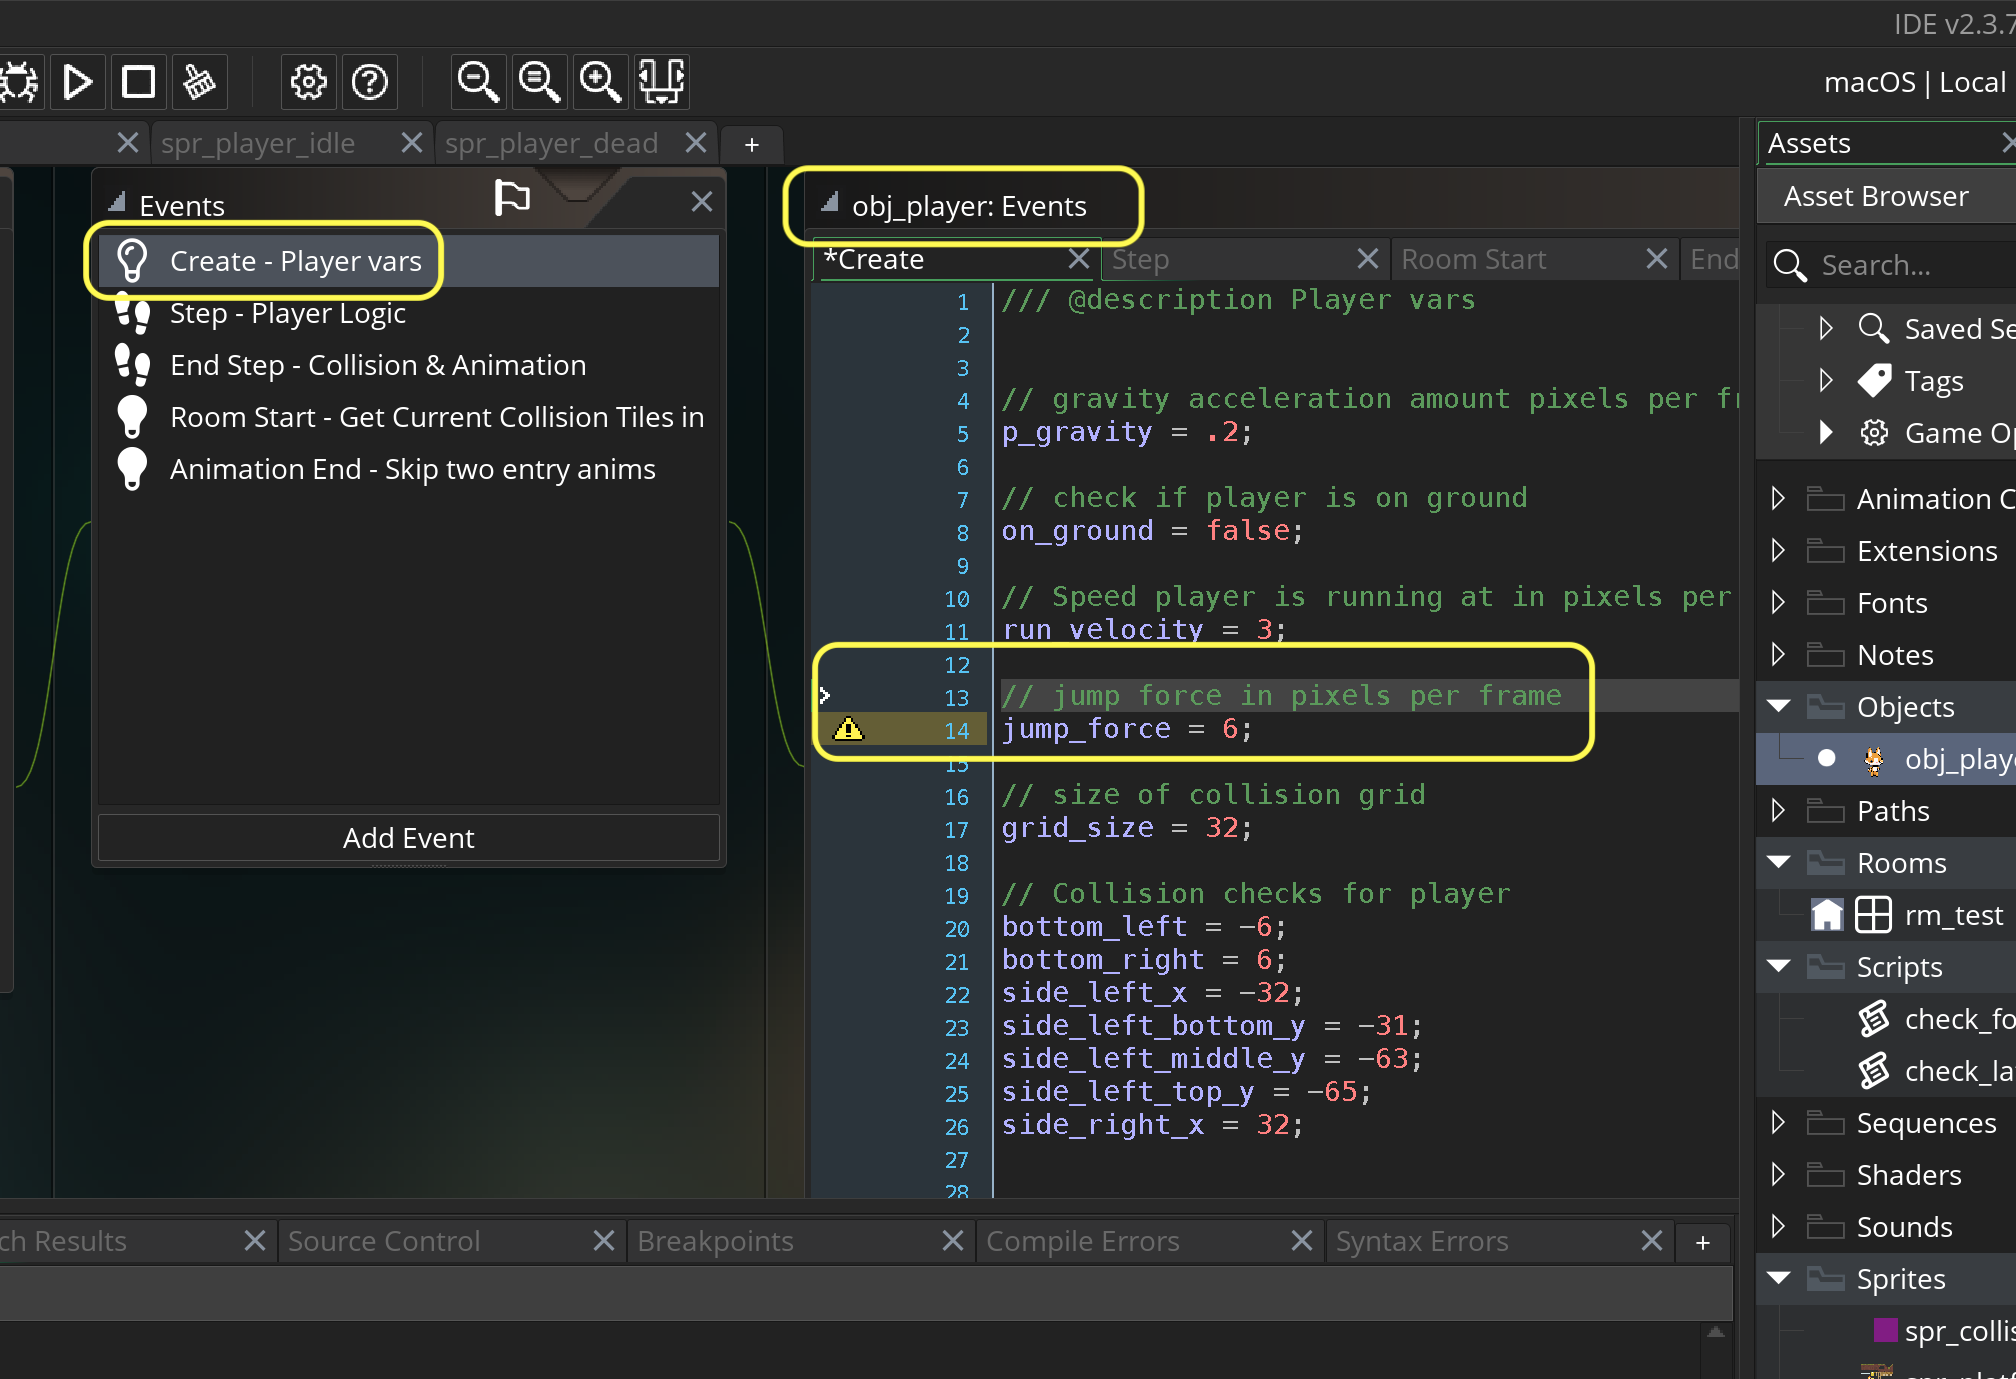 IDE v2.3.7
macOS | Local
spr_player_idle
spr_player_dead
+
Assets
Events
Asset Browser
Search...
Create - Player vars
Step - Player Logic
End Step - Collision & Animation
Room Start - Get Current Collision Tiles in
Animation End - Skip two entry anims
Add Event
obj_player: Events
*Create
Step
Room Start
End
1 /// @description Player vars
2
3
4 // gravity acceleration amount pixels per fr
5 p_gravity = .2;
6
7 // check if player is on ground
8 on_ground = false;
9
10 // Speed player is running at in pixels per
11 run_velocity = 3;
12
13 // jump force in pixels per frame
14 jump_force = 6;
15
16 // size of collision grid
17 grid_size = 32;
18
19 // Collision checks for player
20 bottom_left = -6;
21 bottom_right = 6;
22 side_left_x = -32;
23 side_left_bottom_y = -31;
24 side_left_middle_y = -63;
25 side_left_top_y = -65;
26 side_right_x = 32;
27
28
Saved Se
Tags
Game Op
Animation C
Extensions
Fonts
Notes
Objects
obj_playe
Paths
Rooms
rm_test
Scripts
check_fo
check_la
Sequences
Shaders
Sounds
Sprites
spr_collis
ch Results
Source Control
Breakpoints
Compile Errors
Syntax Errors
+